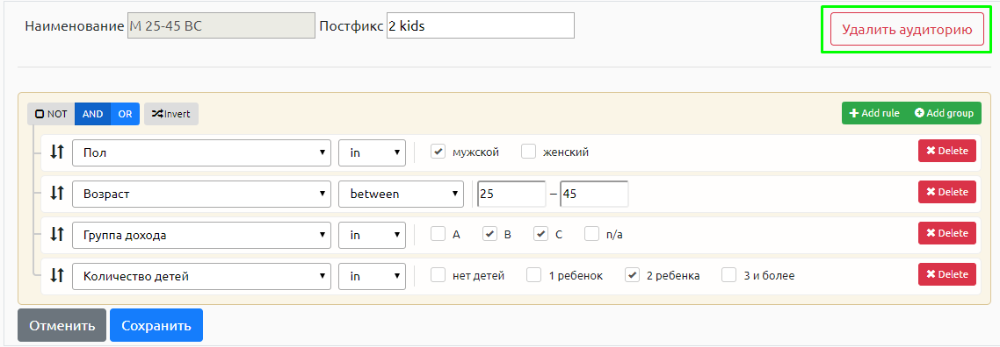 Наименование M 25-45 BC Постфикс 2 kids Удалить аудиторию
NOT AND OR Invert Add rule Add group
Пол in мужской женский Delete
Возраст between 25 – 45 Delete
Группа дохода in A B C n/a Delete
Количество детей in нет детей 1 ребенок 2 ребенка 3 и более Delete
Отменить Сохранить